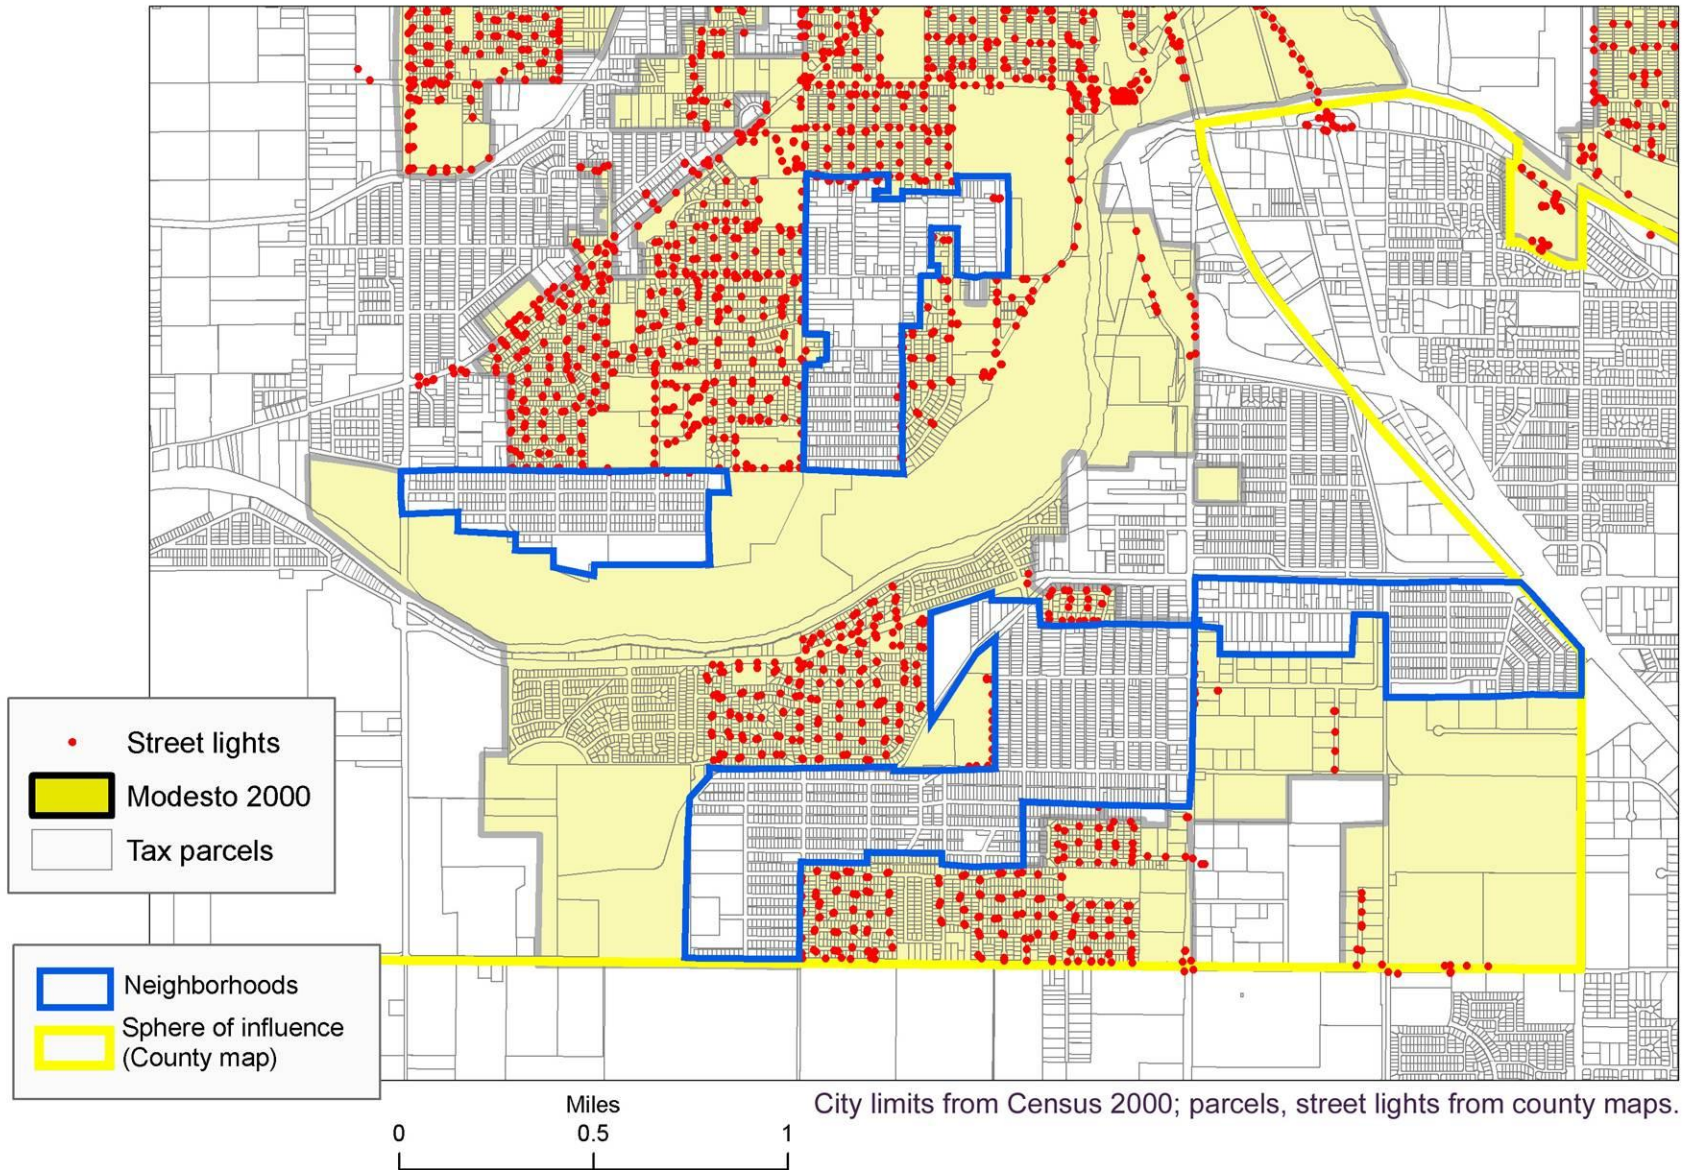 Street lights
Modesto 2000
Tax parcels
Neighborhoods
Sphere of influence
(County map)
Miles
0 0.5 1
City limits from Census 2000; parcels, street lights from county maps.